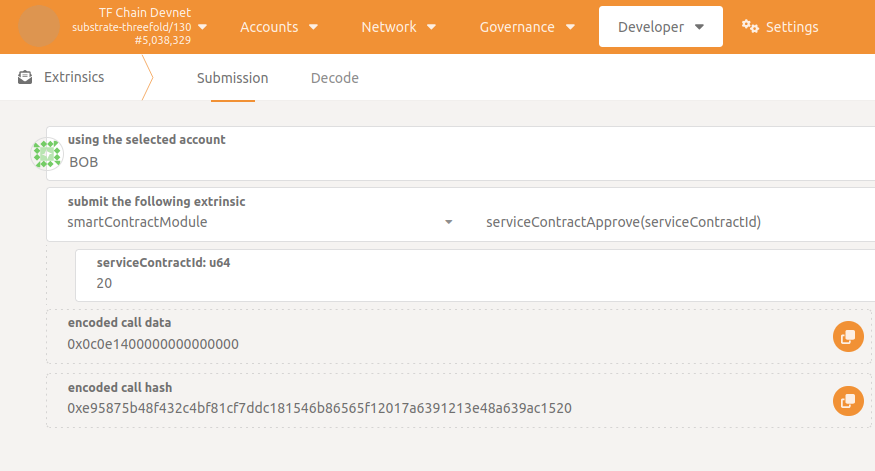 TF Chain Devnet
substrate-threefold/130
#5,038,329
Accounts
Network
Governance
Developer
Settings
Extrinsics
Submission
Decode
using the selected account
BOB
submit the following extrinsic
smartContractModule
serviceContractApprove(serviceContractId)
serviceContractId: u64
20
encoded call data
0x0c0e1400000000000000
encoded call hash
0xe95875b48f432c4bf81cf7ddc181546b86565f12017a6391213e48a639ac1520